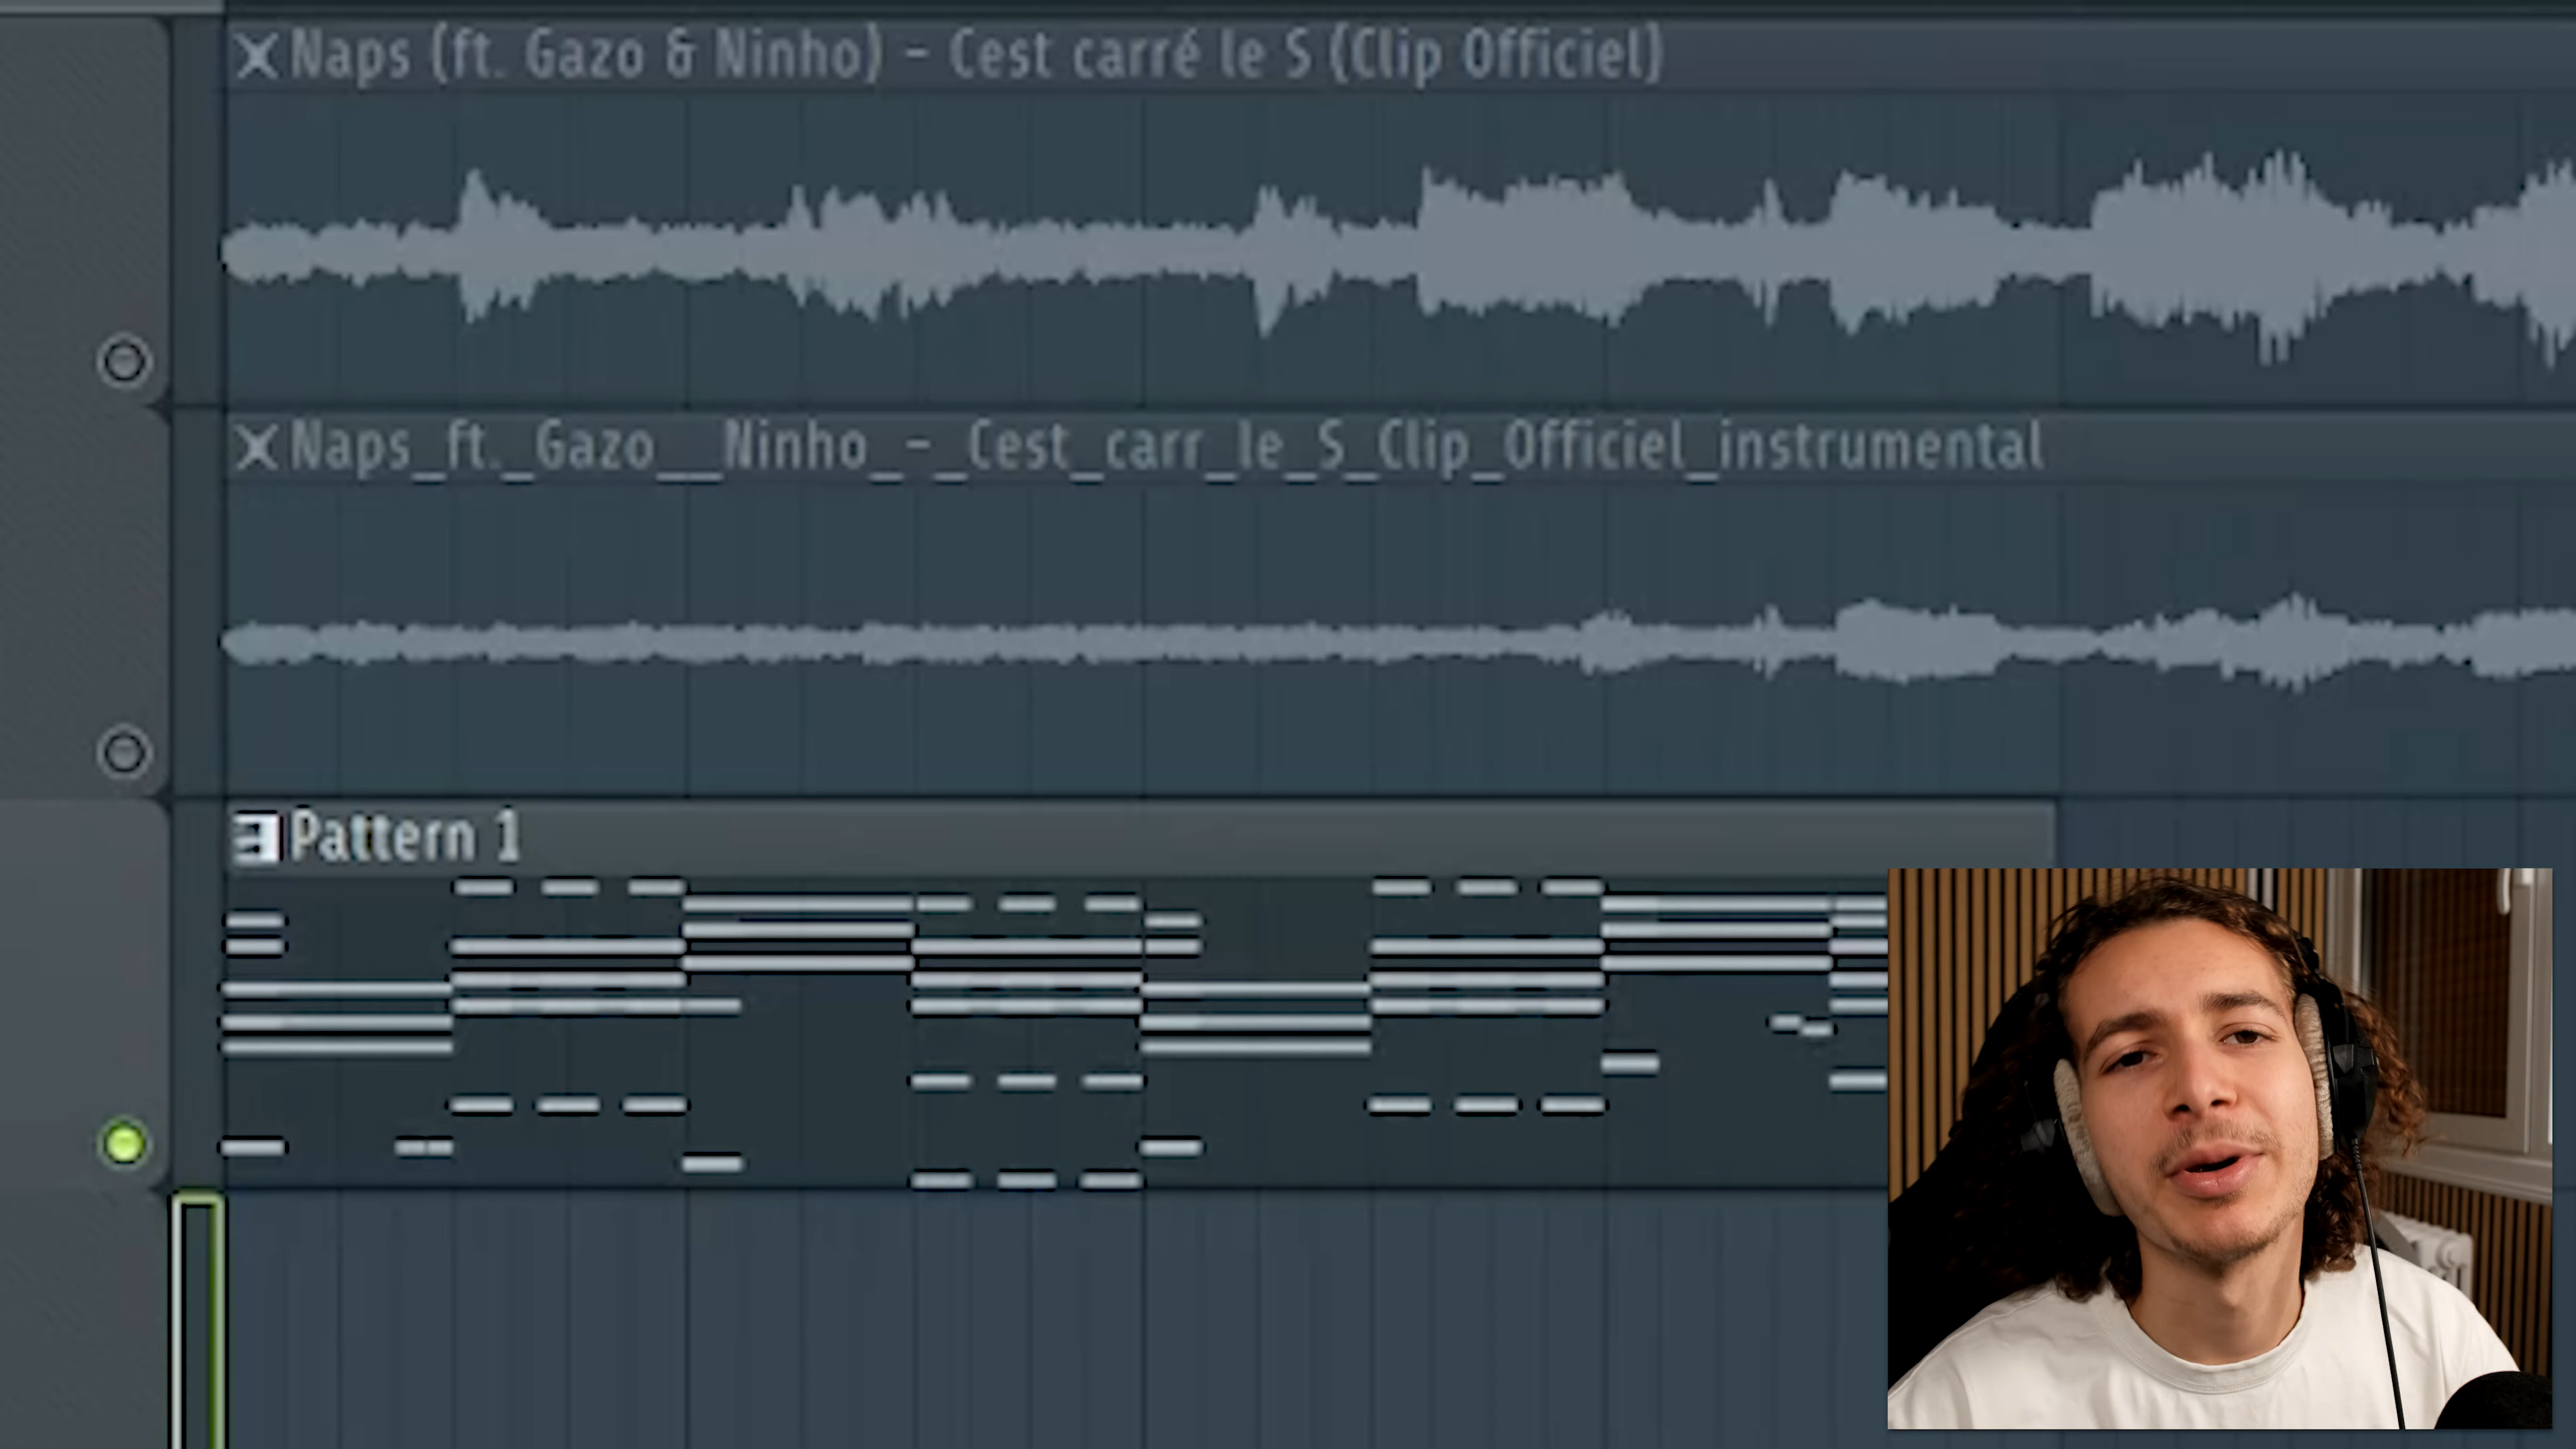 Naps (ft. Gazo & Ninho) - Cest carré le S (Clip Officiel)
Naps_ft._Gazo__Ninho_-_Cest_carr_le_S_Clip_Officiel_instrumental
Pattern 1